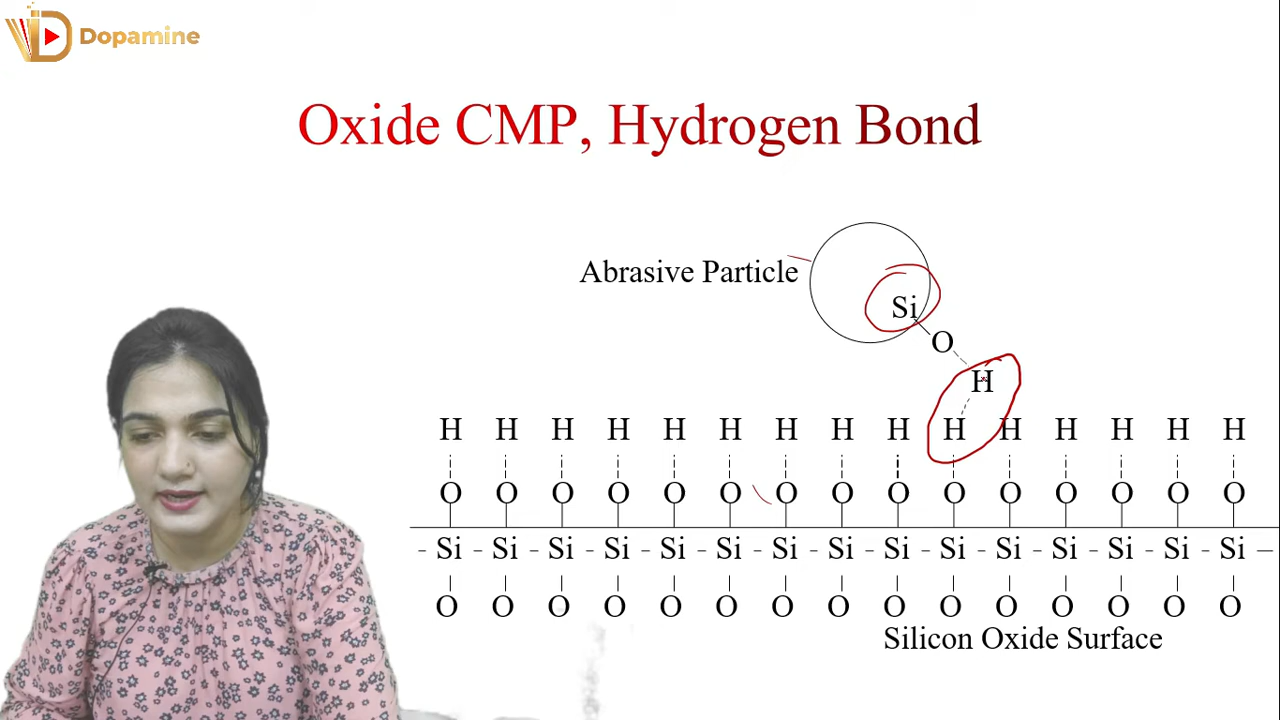 Dopamine
Oxide CMP, Hydrogen Bond
Abrasive Particle
Si
O
H
H H H H H H H H H H H H H H H
O O O O O O O O O O O O O O O
- Si - Si - Si - Si - Si - Si - Si - Si - Si - Si - Si - Si - Si - Si - Si —
O O O O O O O O O O O O O O O
Silicon Oxide Surface